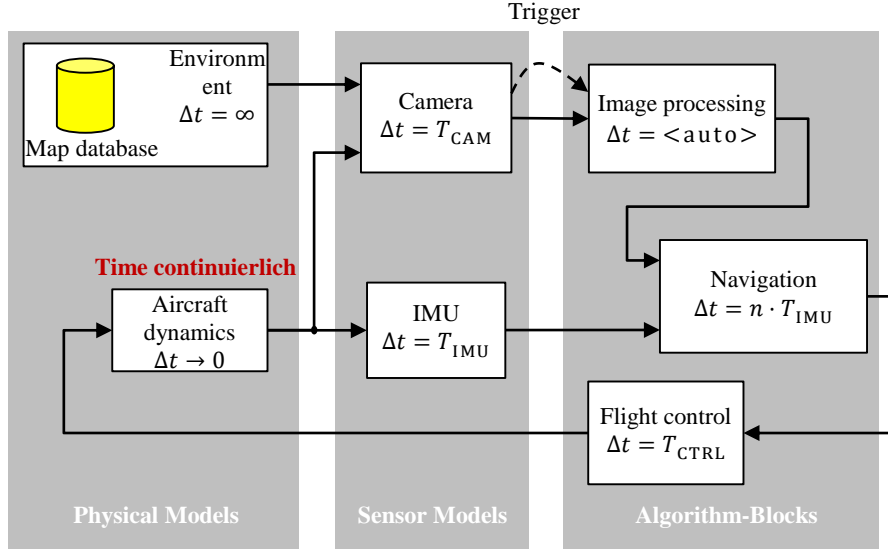 Trigger
Environm
ent
Δt = ∞
Map database
Camera
Δt = T_CAM
Image processing
Δt = <auto>
Time continuierlich
Aircraft
dynamics
Δt → 0
IMU
Δt = T_IMU
Navigation
Δt = n · T_IMU
Flight control
Δt = T_CTRL
Physical Models
Sensor Models
Algorithm-Blocks